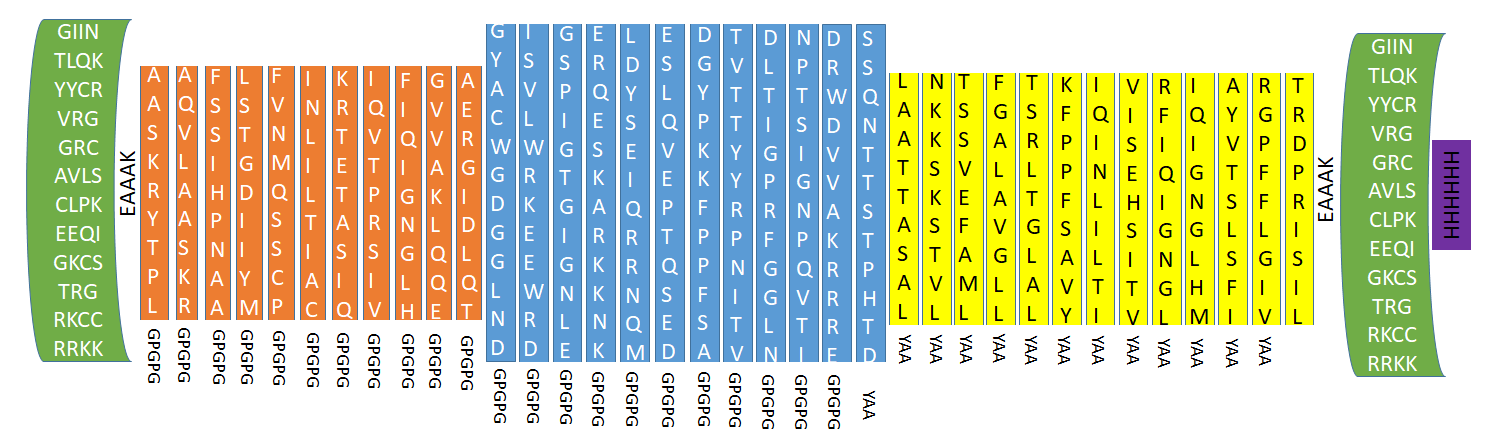 GIIN
TLQK
YYCR
VRG
GRC
AVLS
CLPK
EEQI
GKCS
TRG
RKCC
RRKK
EAAAK
AASKRYTPL
GPGPG
AQVLAASKR
GPGPG
FSSIHPNAA
GPGPG
LSTGDIIYM
GPGPG
FVNMQSSCP
GPGPG
INLILTIAC
GPGPG
KRTETASIQ
GPGPG
IQVTPRSIV
GPGPG
FIQIGNGLH
GPGPG
GVVAKLQQE
GPGPG
AERGIDLQT
GPGPG
GYACWGDGGLND
GPGPG
ISVLWRKEEWRD
GPGPG
GSPIGTGIGNLE
GPGPG
ERQESKARKKNK
GPGPG
LDYSEIQRRNQM
GPGPG
ESLQVEPTQSED
GPGPG
DGYPKKFPPFSA
GPGPG
TVTTYYRPNITV
GPGPG
DLTIGPRFGGLN
GPGPG
NPTSIGNPQVTI
GPGPG
DRWDVVAKRRRE
GPGPG
SSQNTTSTPHTD
YAA
LAATTASAL
YAA
NKKSKSTVL
YAA
TSSVEFAML
YAA
FGALAVGLL
YAA
TSRLTGLAL
YAA
KFPPFSAVY
YAA
IQINLILTI
YAA
VISEHSITV
YAA
RFIQIGNGL
YAA
IQIGNGLHM
YAA
AYVTSLSFI
YAA
RGPFFLGIV
YAA
TRDPRISIL
EAAAK
GIIN
TLQK
YYCR
VRG
GRC
AVLS
CLPK
EEQI
GKCS
TRG
RKCC
RRKK
HHHHHH